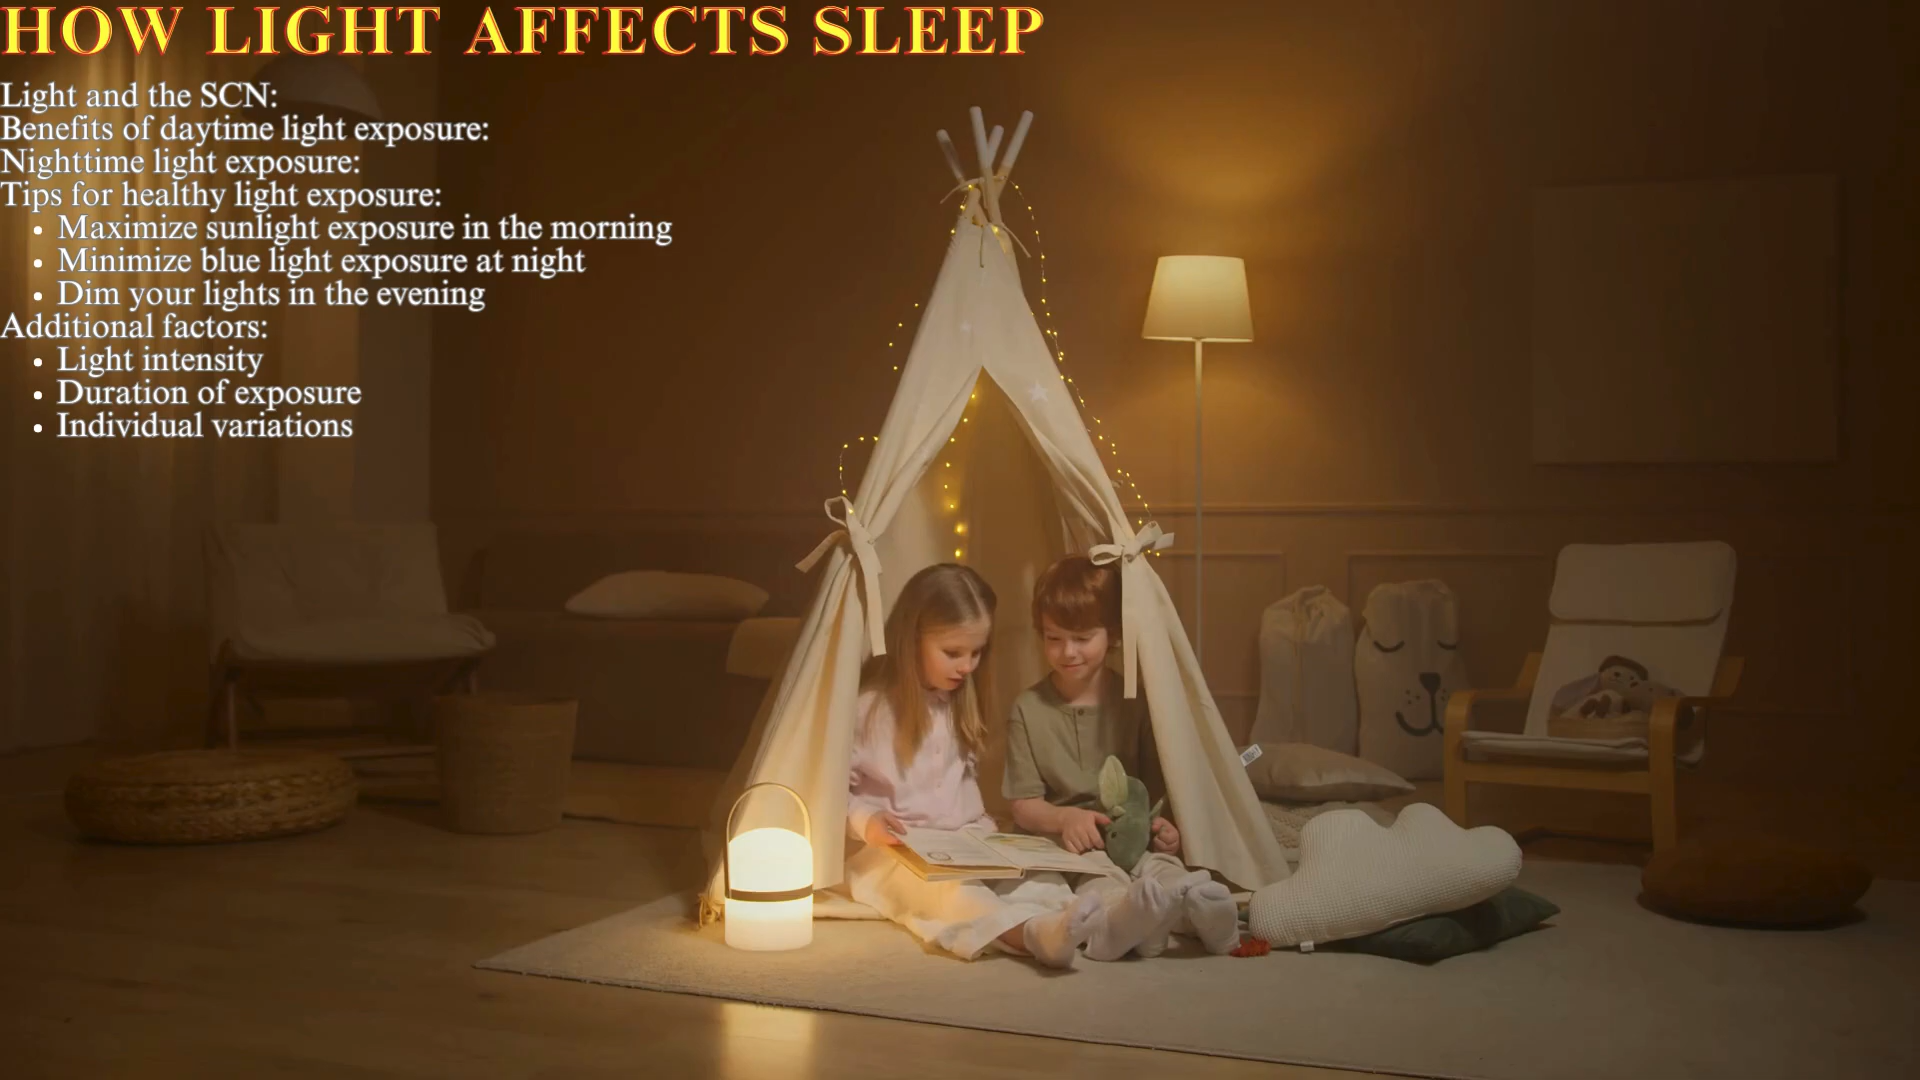 HOW LIGHT AFFECTS SLEEP
Light and the SCN:
Benefits of daytime light exposure:
Nighttime light exposure:
Tips for healthy light exposure:
• Maximize sunlight exposure in the morning
• Minimize blue light exposure at night
• Dim your lights in the evening
Additional factors:
• Light intensity
• Duration of exposure
• Individual variations